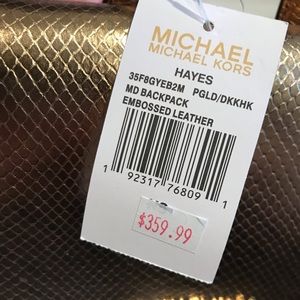 MICHAEL
MICHAEL KORS
HAYES
35F8GYEB2M PGLD/DKKHK
MD BACKPACK
EMBOSSED LEATHER
1 92317 76809 1
$359.99